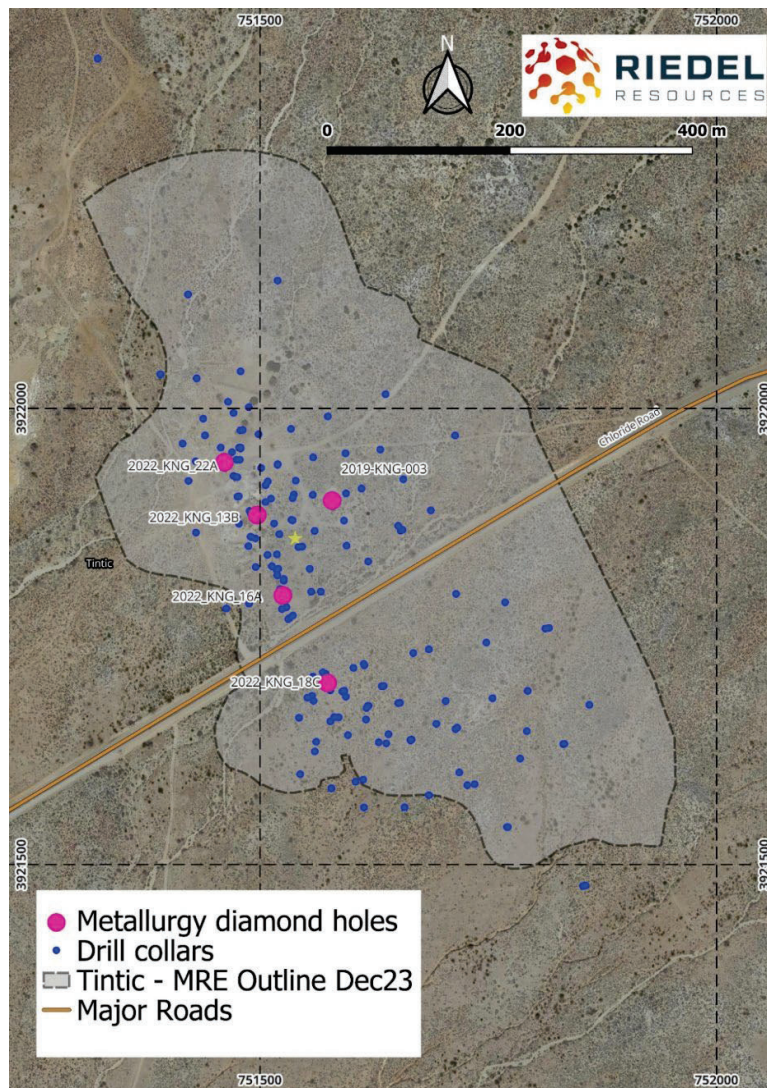 751500
752000
N
RIEDEL
RESOURCES
0
200
400 m
3922000
3922000
Chloride Road
2022_KNG_22A
2019-KNG-003
2022_KNG_13B
Tintic
2022_KNG_16A
2022_KNG_18C
3921500
3921500
Metallurgy diamond holes
Drill collars
Tintic - MRE Outline Dec23
Major Roads
751500
752000